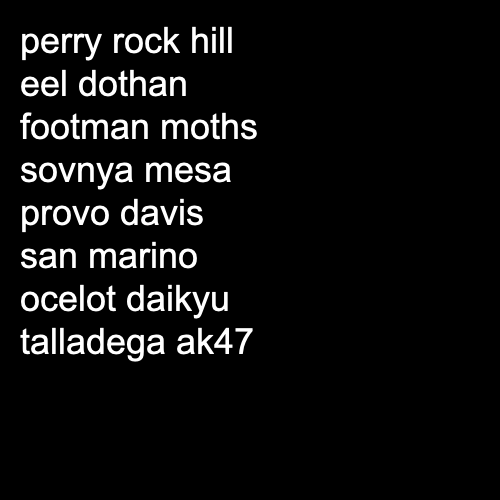 perry rock hill
eel dothan
footman moths
sovnya mesa
provo davis
san marino
ocelot daikyu
talladega ak47